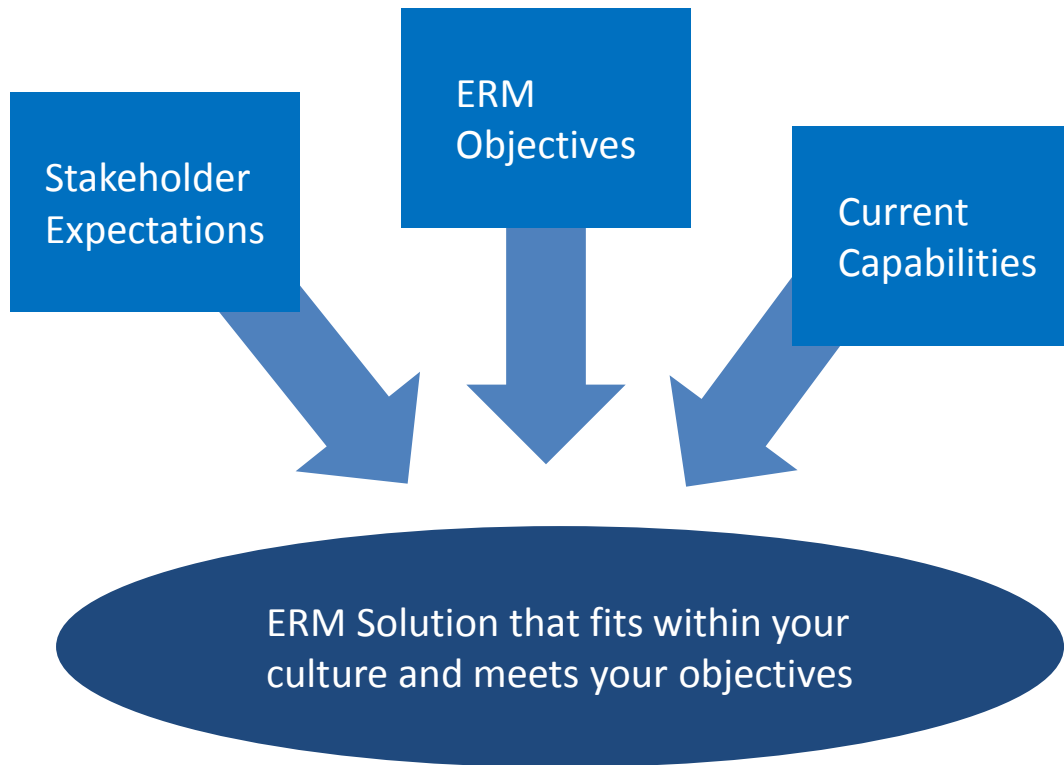 Stakeholder
Expectations
ERM
Objectives
Current
Capabilities
ERM Solution that fits within your
culture and meets your objectives